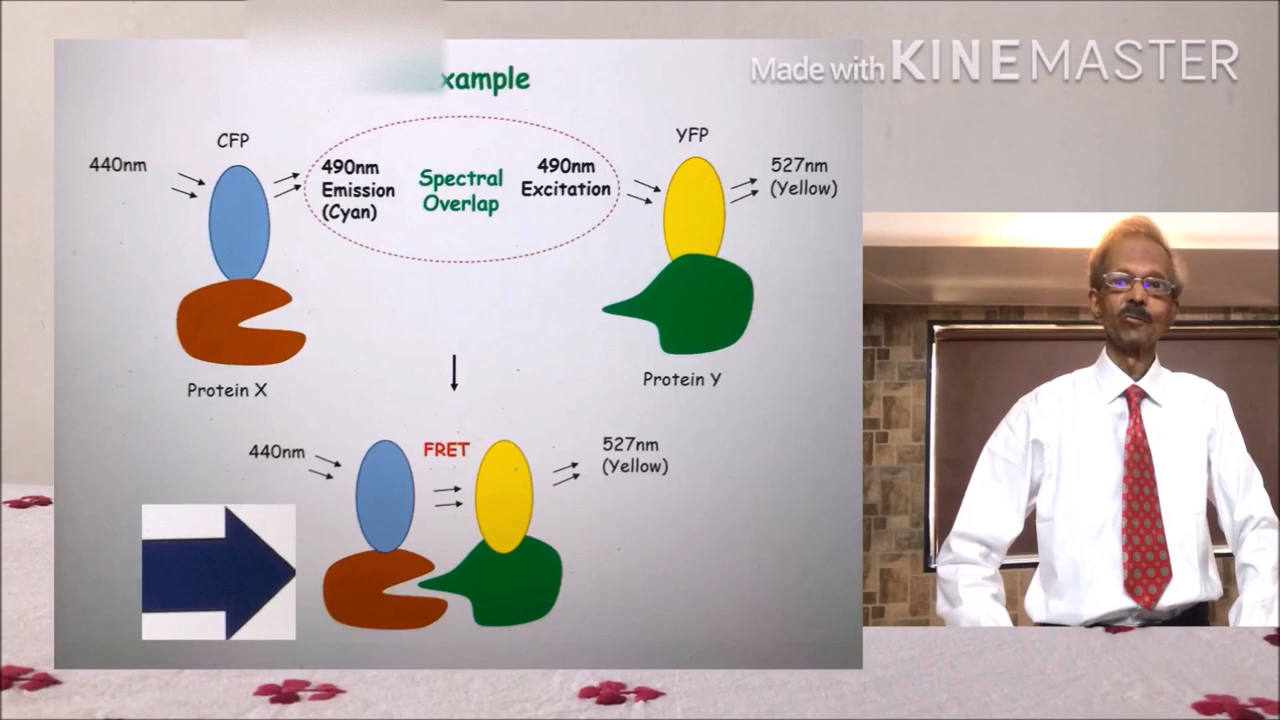 Made with KINEMASTER
xample
CFP
YFP
440nm
490nm
Emission
(Cyan)
Spectral
Overlap
490nm
Excitation
527nm
(Yellow)
Protein X
Protein Y
440nm
FRET
527nm
(Yellow)